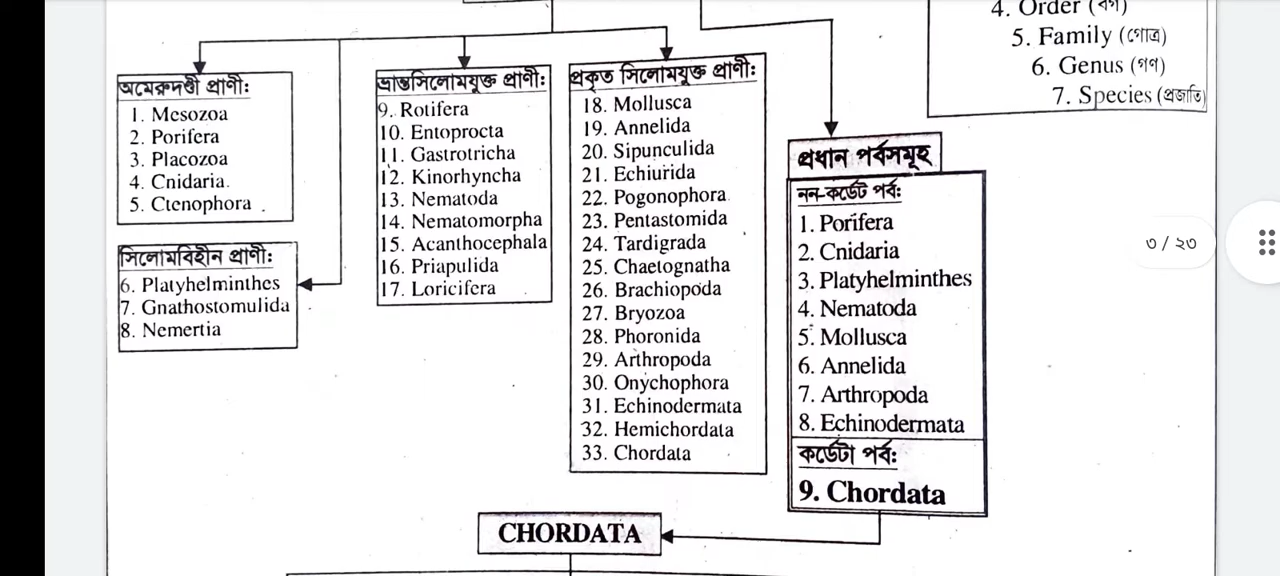 4. Order (বর্গ)
5. Family (গোত্র)
6. Genus (গণ)
7. Species (প্রজাতি)
অমেরুদণ্ডী প্রাণী:
1. Mesozoa
2. Porifera
3. Placozoa
4. Cnidaria.
5. Ctenophora
সিলোমবিহীন প্রাণী:
6. Platyhelminthes
7. Gnathostomulida
8. Nemertia
ভ্রান্তসিলোমযুক্ত প্রাণী:
9. Rotifera
10. Entoprocta
11. Gastrotricha
12. Kinorhyncha
13. Nematoda
14. Nematomorpha
15. Acanthocephala
16. Priapulida
17. Loricifera
প্রকৃত সিলোমযুক্ত প্রাণী:
18. Mollusca
19. Annelida
20. Sipunculida
21. Echiurida
22. Pogonophora
23. Pentastomida
24. Tardigrada
25. Chaetognatha
26. Brachiopoda
27. Bryozoa
28. Phoronida
29. Arthropoda
30. Onychophora
31. Echinodermata
32. Hemichordata
33. Chordata
প্রধান পর্বসমূহ
নন-কর্ডেট পর্ব:
1. Porifera
2. Cnidaria
3. Platyhelminthes
4. Nematoda
5. Mollusca
6. Annelida
7. Arthropoda
8. Echinodermata
কর্ডেটা পর্ব:
9. Chordata
CHORDATA
৩ / ২৩